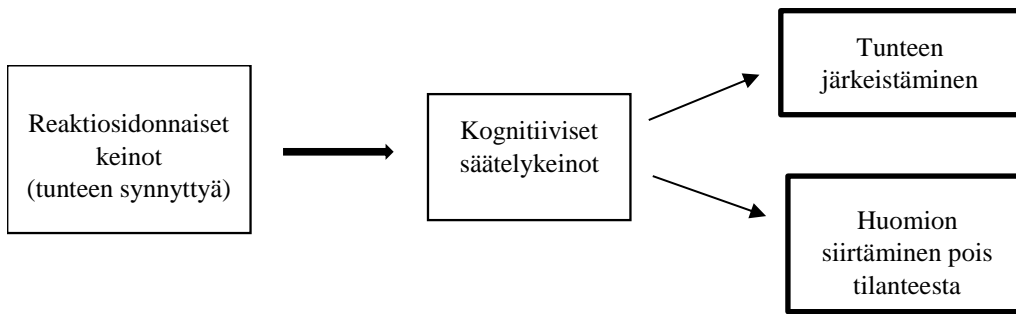 Reaktiosidonnaiset
keinot
(tunteen synnyttyä)
Kognitiiviset
säätelykeinot
Tunteen
järkeistäminen
Huomion
siirtäminen pois
tilanteesta